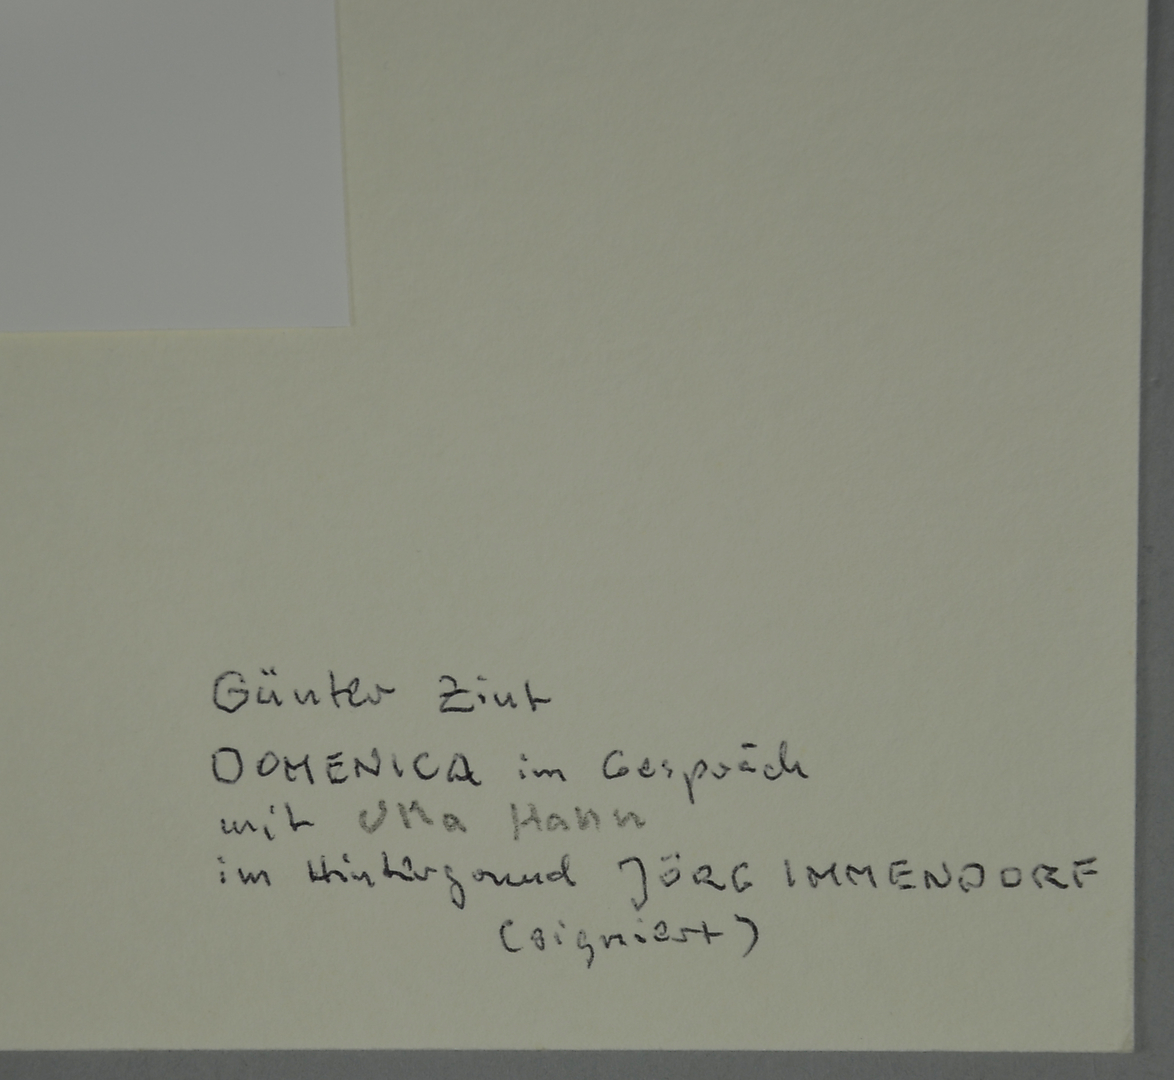 Günter Zint
DOMENICA im Gespräch
mit Ulla Hahn
im Hintergrund JÖRG IMMENDORF
(signiert)